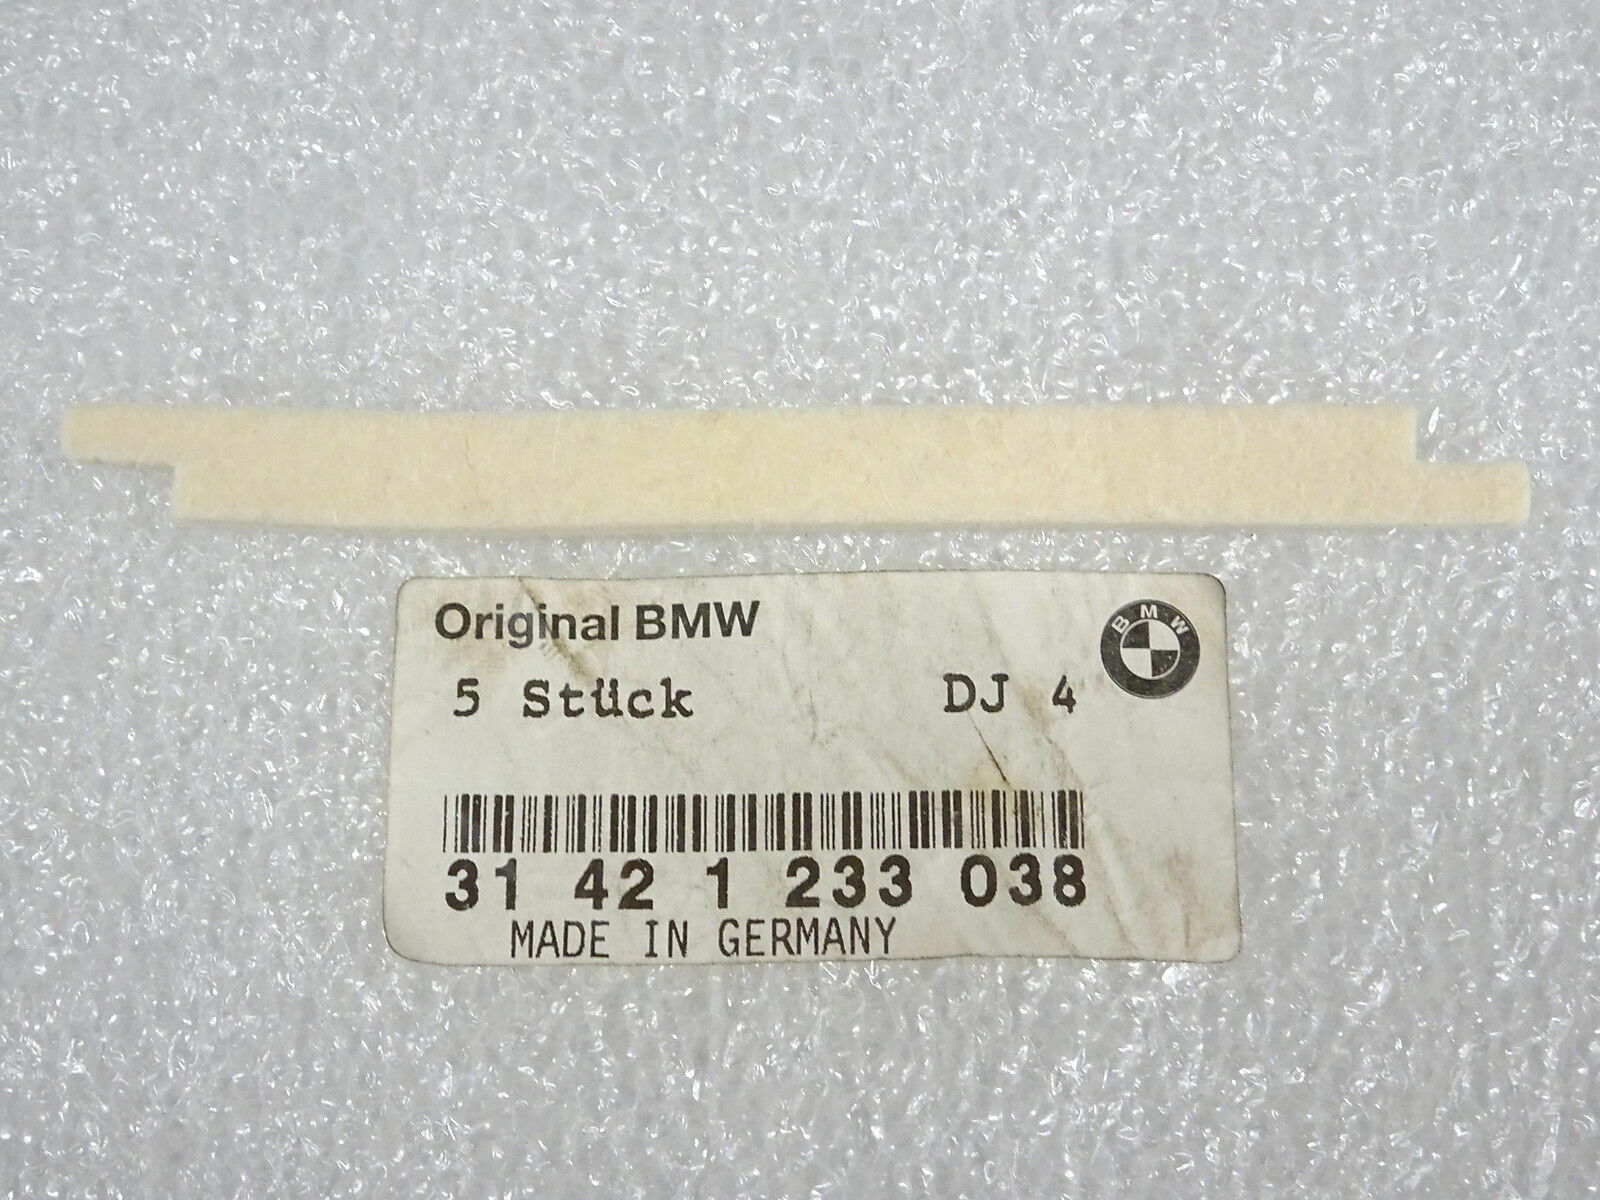 Original BMW
BMW
5 Stück DJ 4
31 42 1 233 038
MADE IN GERMANY